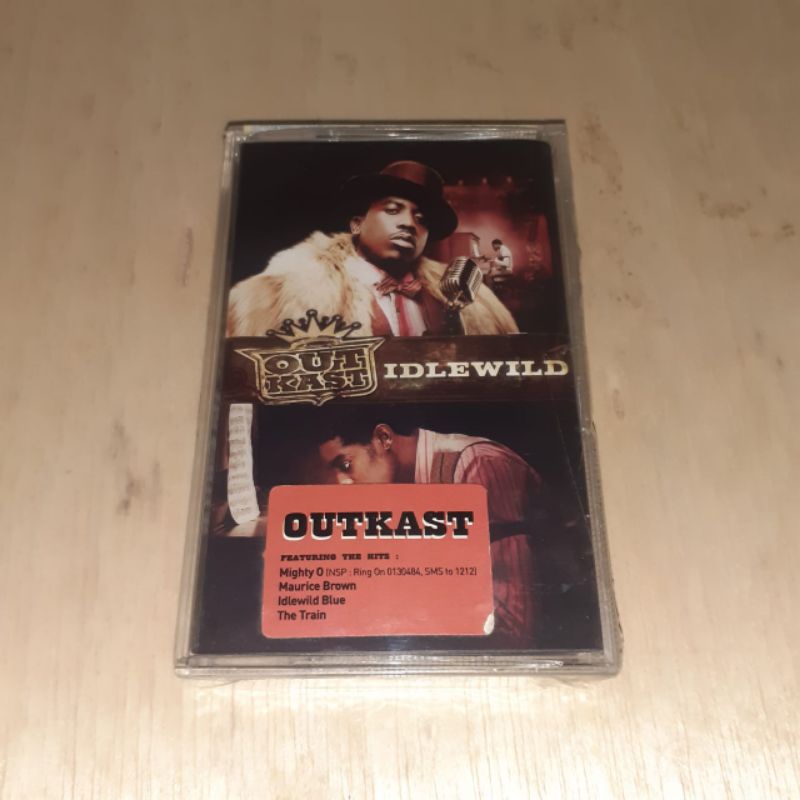 OUT
KAST
IDLEWILD
OUTKAST
FEATURING THE HITS :
Mighty O (NSP : Ring On 0130484, SMS to 1212)
Maurice Brown
Idlewild Blue
The Train